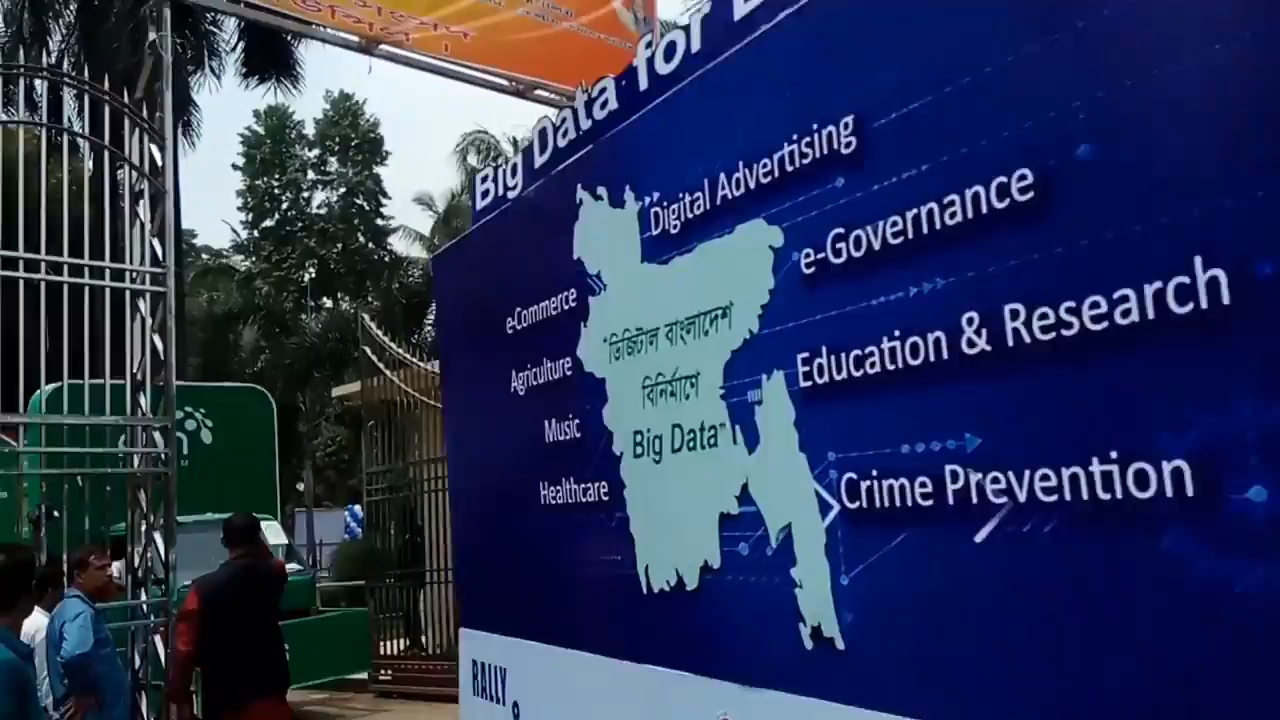 Big Data for
Digital Advertising
e-Governance
Education & Research
Crime Prevention
e-Commerce
Agriculture
Music
Healthcare
"ডিজিটাল বাংলাদেশ
বিনির্মাণে
Big Data"
RALLY